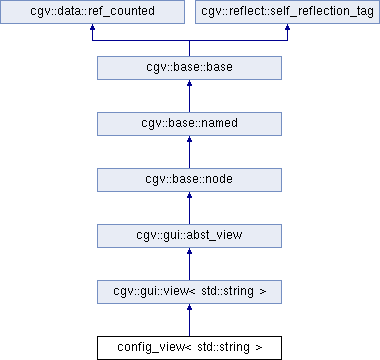 cgv::data::ref_counted
cgv::reflect::self_reflection_tag
cgv::base::base
cgv::base::named
cgv::base::node
cgv::gui::abst_view
cgv::gui::view< std::string >
config_view< std::string >